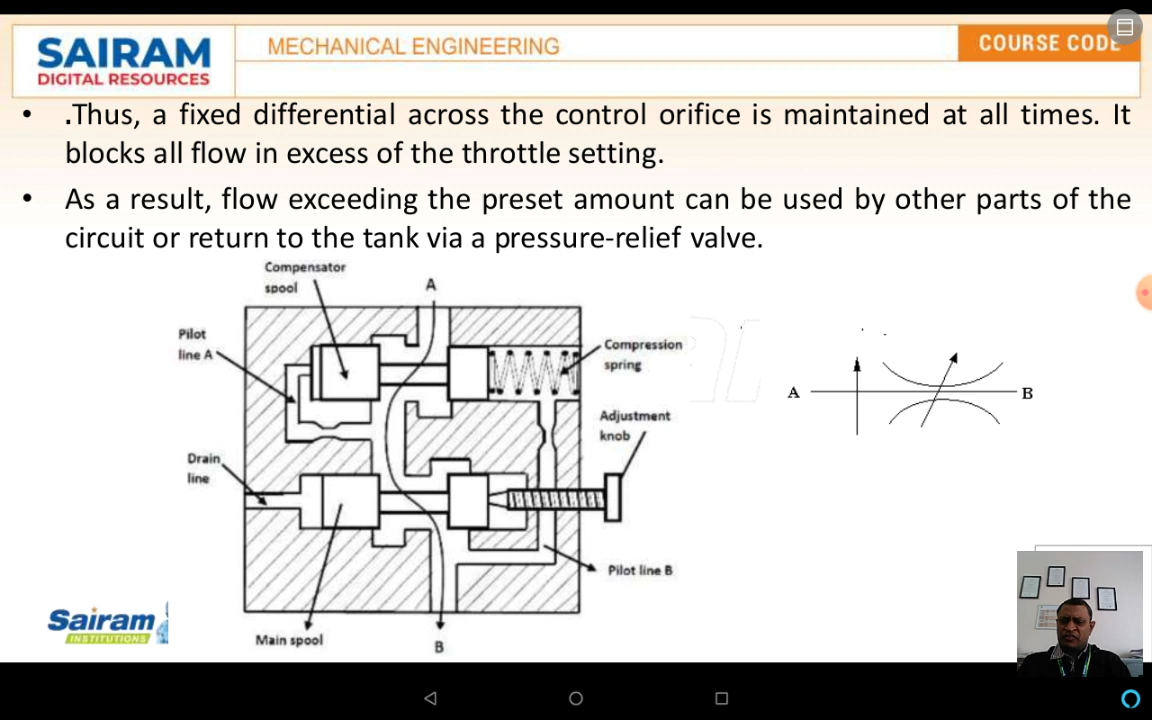 SAIRAM
DIGITAL RESOURCES
MECHANICAL ENGINEERING
COURSE CODE
• .Thus, a fixed differential across the control orifice is maintained at all times. It
blocks all flow in excess of the throttle setting.
• As a result, flow exceeding the preset amount can be used by other parts of the
circuit or return to the tank via a pressure-relief valve.
Compensator
spool
A
Pilot
line A
Compression
spring
Adjustment
knob
Drain
line
Pilot line B
Main spool
B
A
B
Sairam
INSTITUTIONS